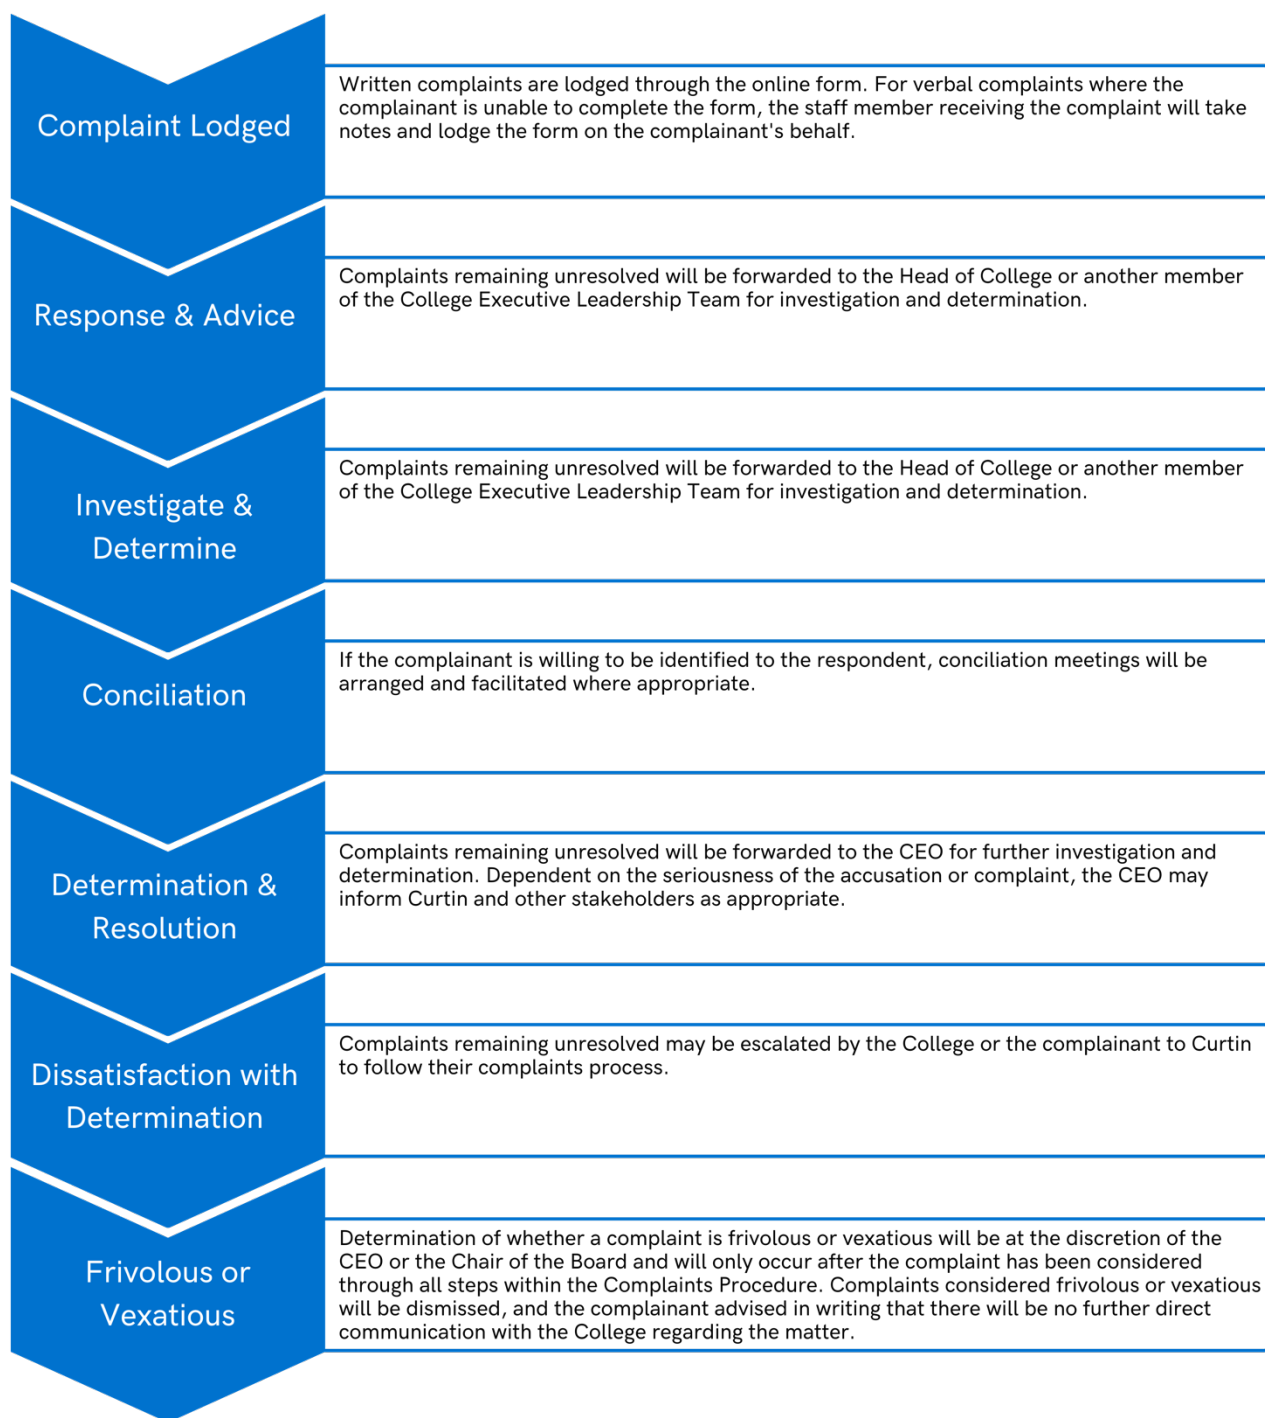 Complaint Lodged
Written complaints are lodged through the online form. For verbal complaints where the
complainant is unable to complete the form, the staff member receiving the complaint will take
notes and lodge the form on the complainant's behalf.
Response & Advice
Complaints remaining unresolved will be forwarded to the Head of College or another member
of the College Executive Leadership Team for investigation and determination.
Investigate &
Determine
Complaints remaining unresolved will be forwarded to the Head of College or another member
of the College Executive Leadership Team for investigation and determination.
Conciliation
If the complainant is willing to be identified to the respondent, conciliation meetings will be
arranged and facilitated where appropriate.
Determination &
Resolution
Complaints remaining unresolved will be forwarded to the CEO for further investigation and
determination. Dependent on the seriousness of the accusation or complaint, the CEO may
inform Curtin and other stakeholders as appropriate.
Dissatisfaction with
Determination
Complaints remaining unresolved may be escalated by the College or the complainant to Curtin
to follow their complaints process.
Frivolous or
Vexatious
Determination of whether a complaint is frivolous or vexatious will be at the discretion of the
CEO or the Chair of the Board and will only occur after the complaint has been considered
through all steps within the Complaints Procedure. Complaints considered frivolous or vexatious
will be dismissed, and the complainant advised in writing that there will be no further direct
communication with the College regarding the matter.